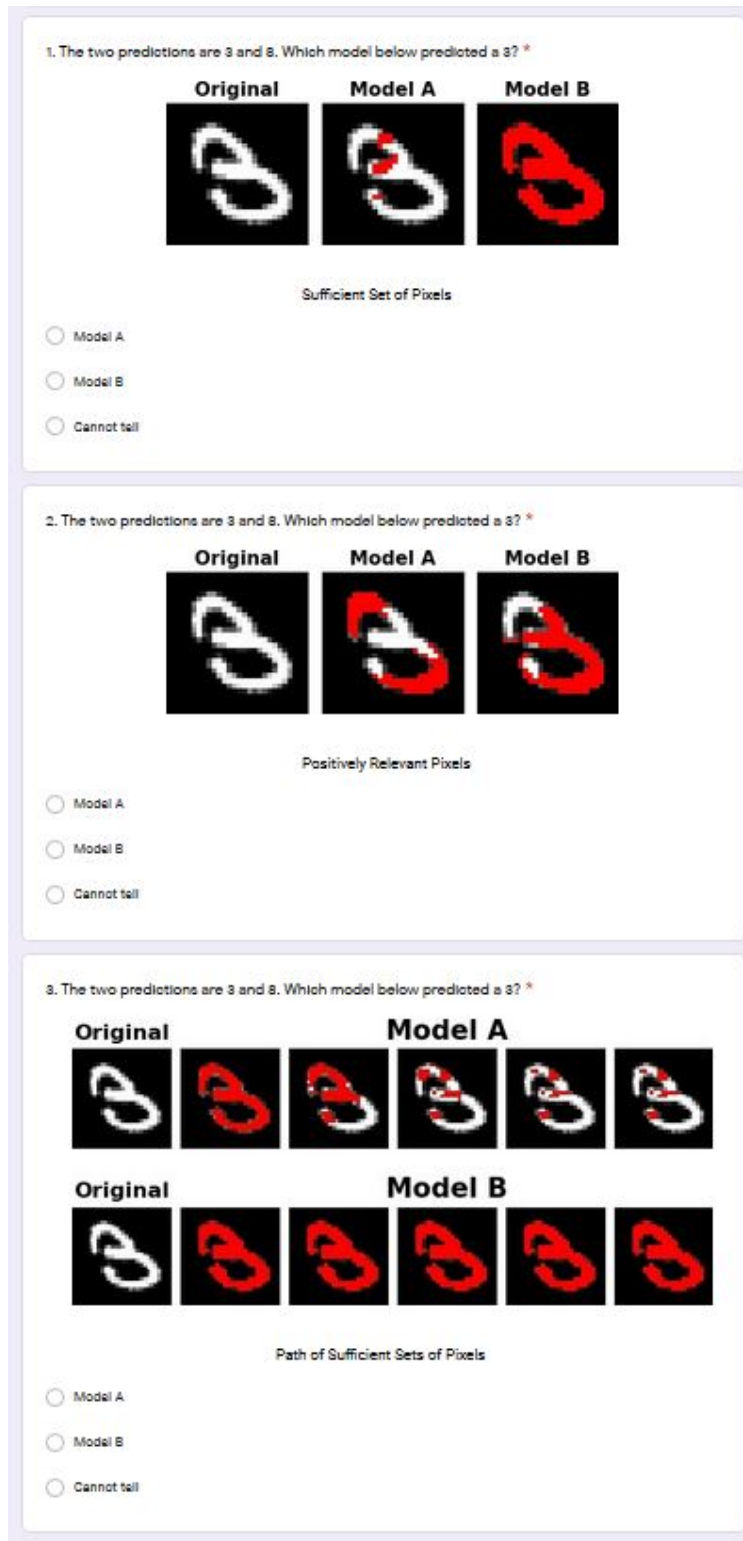 1. The two predictions are 3 and 8. Which model below predicted a 3? *
Original Model A Model B
Sufficient Set of Pixels
Model A
Model B
Cannot tell
2. The two predictions are 3 and 8. Which model below predicted a 3? *
Original Model A Model B
Positively Relevant Pixels
Model A
Model B
Cannot tell
3. The two predictions are 3 and 8. Which model below predicted a 3? *
Original Model A
Original Model B
Path of Sufficient Sets of Pixels
Model A
Model B
Cannot tell